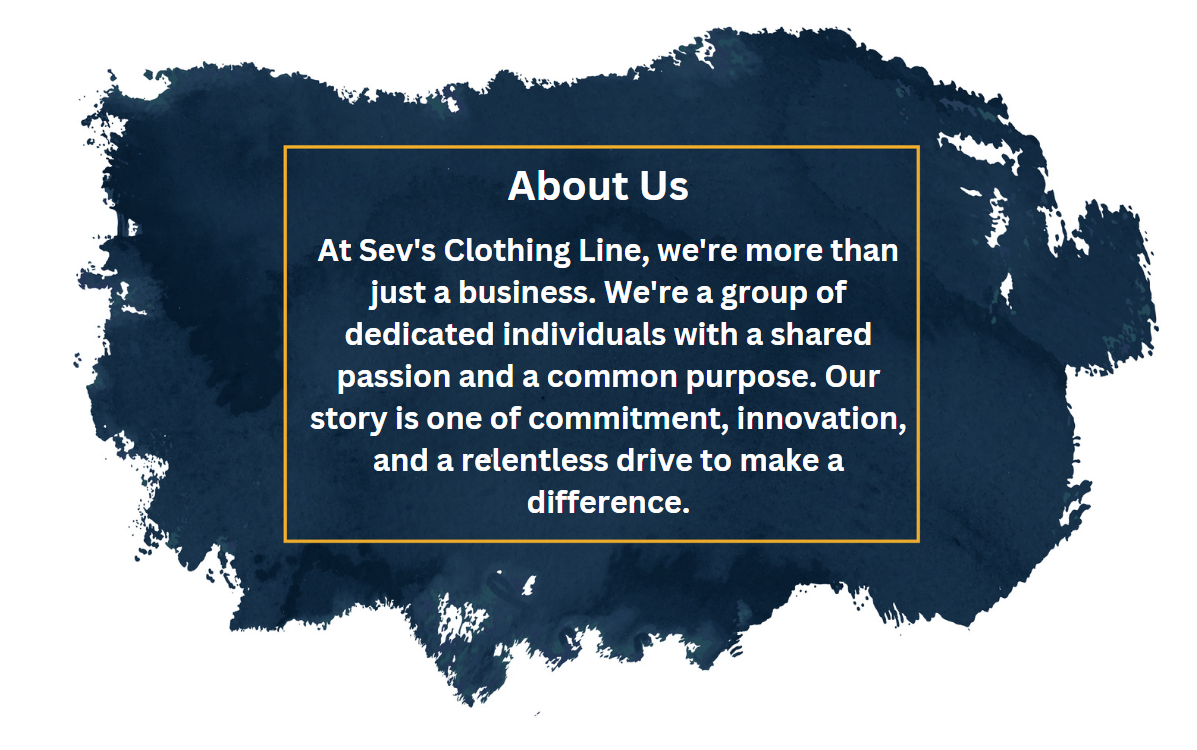 About Us
At Sev's Clothing Line, we're more than
just a business. We're a group of
dedicated individuals with a shared
passion and a common purpose. Our
story is one of commitment, innovation,
and a relentless drive to make a
difference.